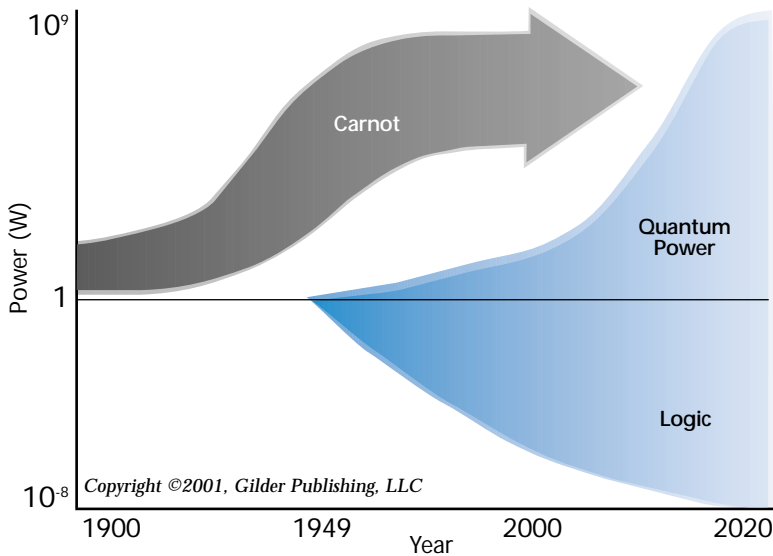 10⁹
Carnot
Quantum
Power
Power (W)
1
Logic
10⁻⁸
Copyright ©2001, Gilder Publishing, LLC
1900
1949
2000
2020
Year